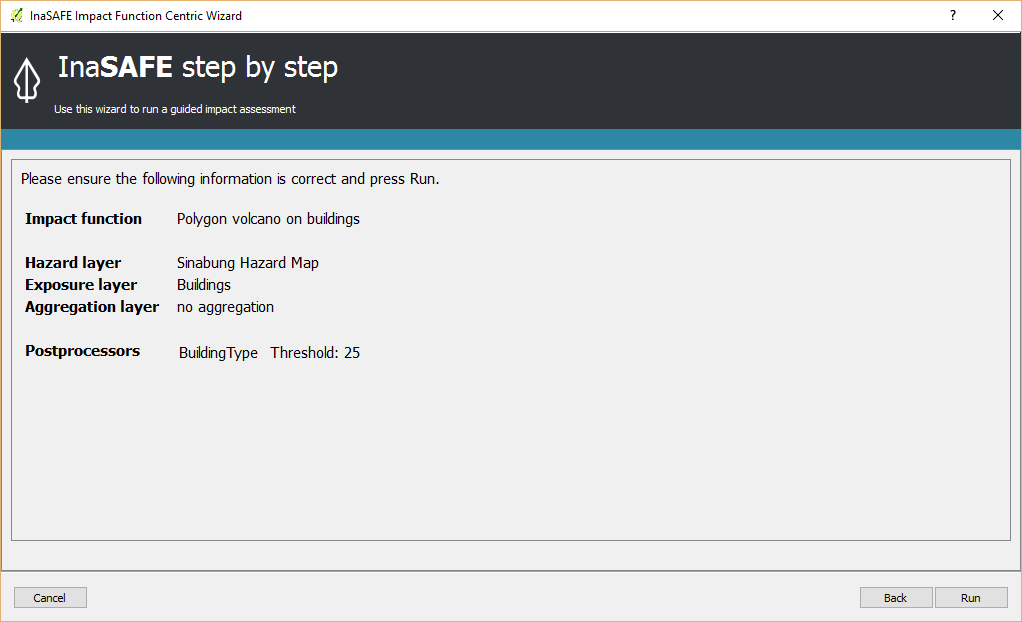 InaSAFE Impact Function Centric Wizard ?
InaSAFE step by step
Use this wizard to run a guided impact assessment
Please ensure the following information is correct and press Run.
Impact function Polygon volcano on buildings
Hazard layer Sinabung Hazard Map
Exposure layer Buildings
Aggregation layer no aggregation
Postprocessors BuildingType Threshold: 25
Cancel Back Run